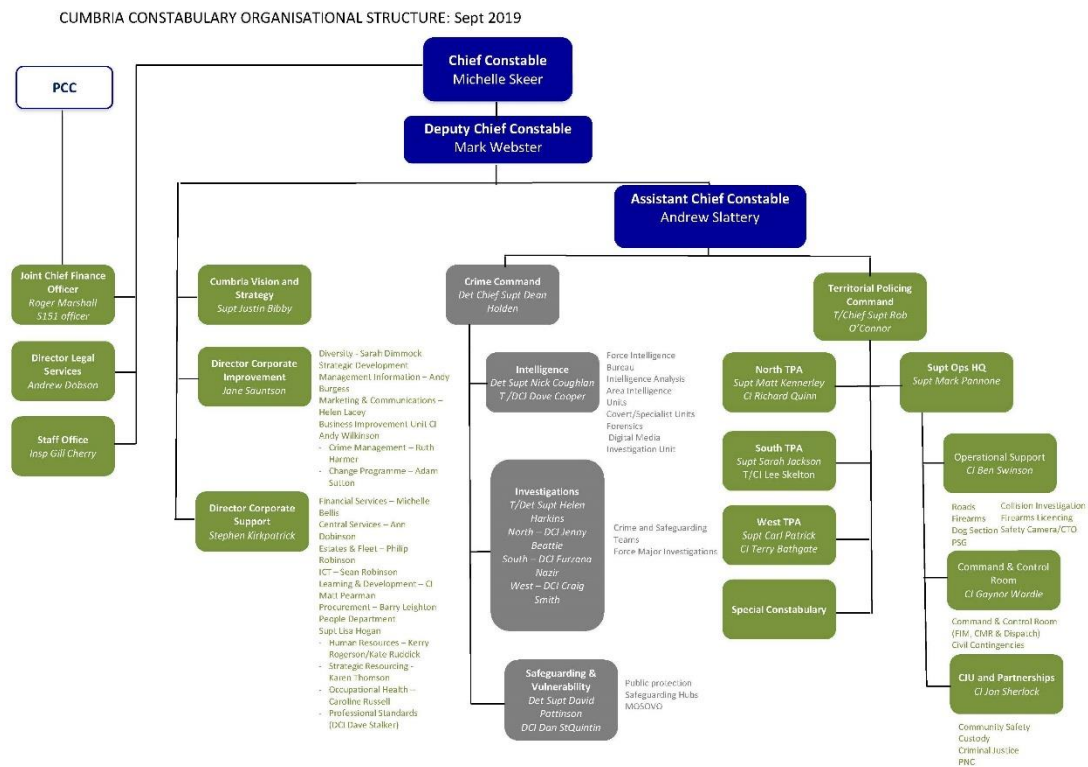 CUMBRIA CONSTABULARY ORGANISATIONAL STRUCTURE: Sept 2019
Chief Constable
Michelle Skeer
PCC
Deputy Chief Constable
Mark Webster
Assistant Chief Constable
Andrew Slattery
Joint Chief Finance
Officer
Roger Marshall
S151 officer
Director Legal
Services
Andrew Dobson
Staff Office
Insp Gill Cherry
Cumbria Vision and
Strategy
Supt Justin Bibby
Director Corporate
Improvement
Jane Sauntson
Diversity - Sarah Dimmock
Strategic Development
Management Information – Andy
Burgess
Marketing & Communications –
Helen Lacey
Business Improvement Unit CI
Andy Wilkinson
- Crime Management – Ruth
Harmer
- Change Programme – Adam
Sutton
Director Corporate
Support
Stephen Kirkpatrick
Financial Services – Michelle
Bellis
Central Services – Ann
Dobinson
Estates & Fleet – Philip
Robinson
ICT – Sean Robinson
Learning & Development – CI
Matt Pearman
Procurement – Barry Leighton
People Department
Supt Lisa Hogan
- Human Resources – Kerry
Rogerson/Kate Ruddick
- Strategic Resourcing -
Karen Thomson
- Occupational Health –
Caroline Russell
- Professional Standards
(DCI Dave Stalker)
Crime Command
Det Chief Supt Dean
Holden
Intelligence
Det Supt Nick Coughlan
T /DCI Dave Cooper
Force Intelligence
Bureau
Intelligence Analysis
Area Intelligence
Units
Covert/Specialist Units
Forensics
Digital Media
Investigation Unit
Investigations
T/Det Supt Helen
Harkins
North – DCI Jenny
Beattie
South – DCI Furzana
Nazir
West – DCI Craig
Smith
Crime and Safeguarding
Teams
Force Major Investigations
Safeguarding &
Vulnerability
Det Supt David
Pattinson
DCI Dan StQuintin
Public protection
Safeguarding Hubs
MOSOVO
Territorial Policing
Command
T/Chief Supt Rob
O'Connor
North TPA
Supt Matt Kennerley
CI Richard Quinn
South TPA
Supt Sarah Jackson
T/CI Lee Skelton
West TPA
Supt Carl Patrick
CI Terry Bathgate
Special Constabulary
Supt Ops HQ
Supt Mark Pannone
Operational Support
CI Ben Swinson
Roads
Firearms
Dog Section
PSG
Collision Investigation
Firearms Licencing
Safety Camera/CTO
Command & Control
Room
CI Gaynor Wardle
Command & Control Room
(FIM, CMR & Dispatch)
Civil Contingencies
CJU and Partnerships
CI Jon Sherlock
Community Safety
Custody
Criminal Justice
PNC